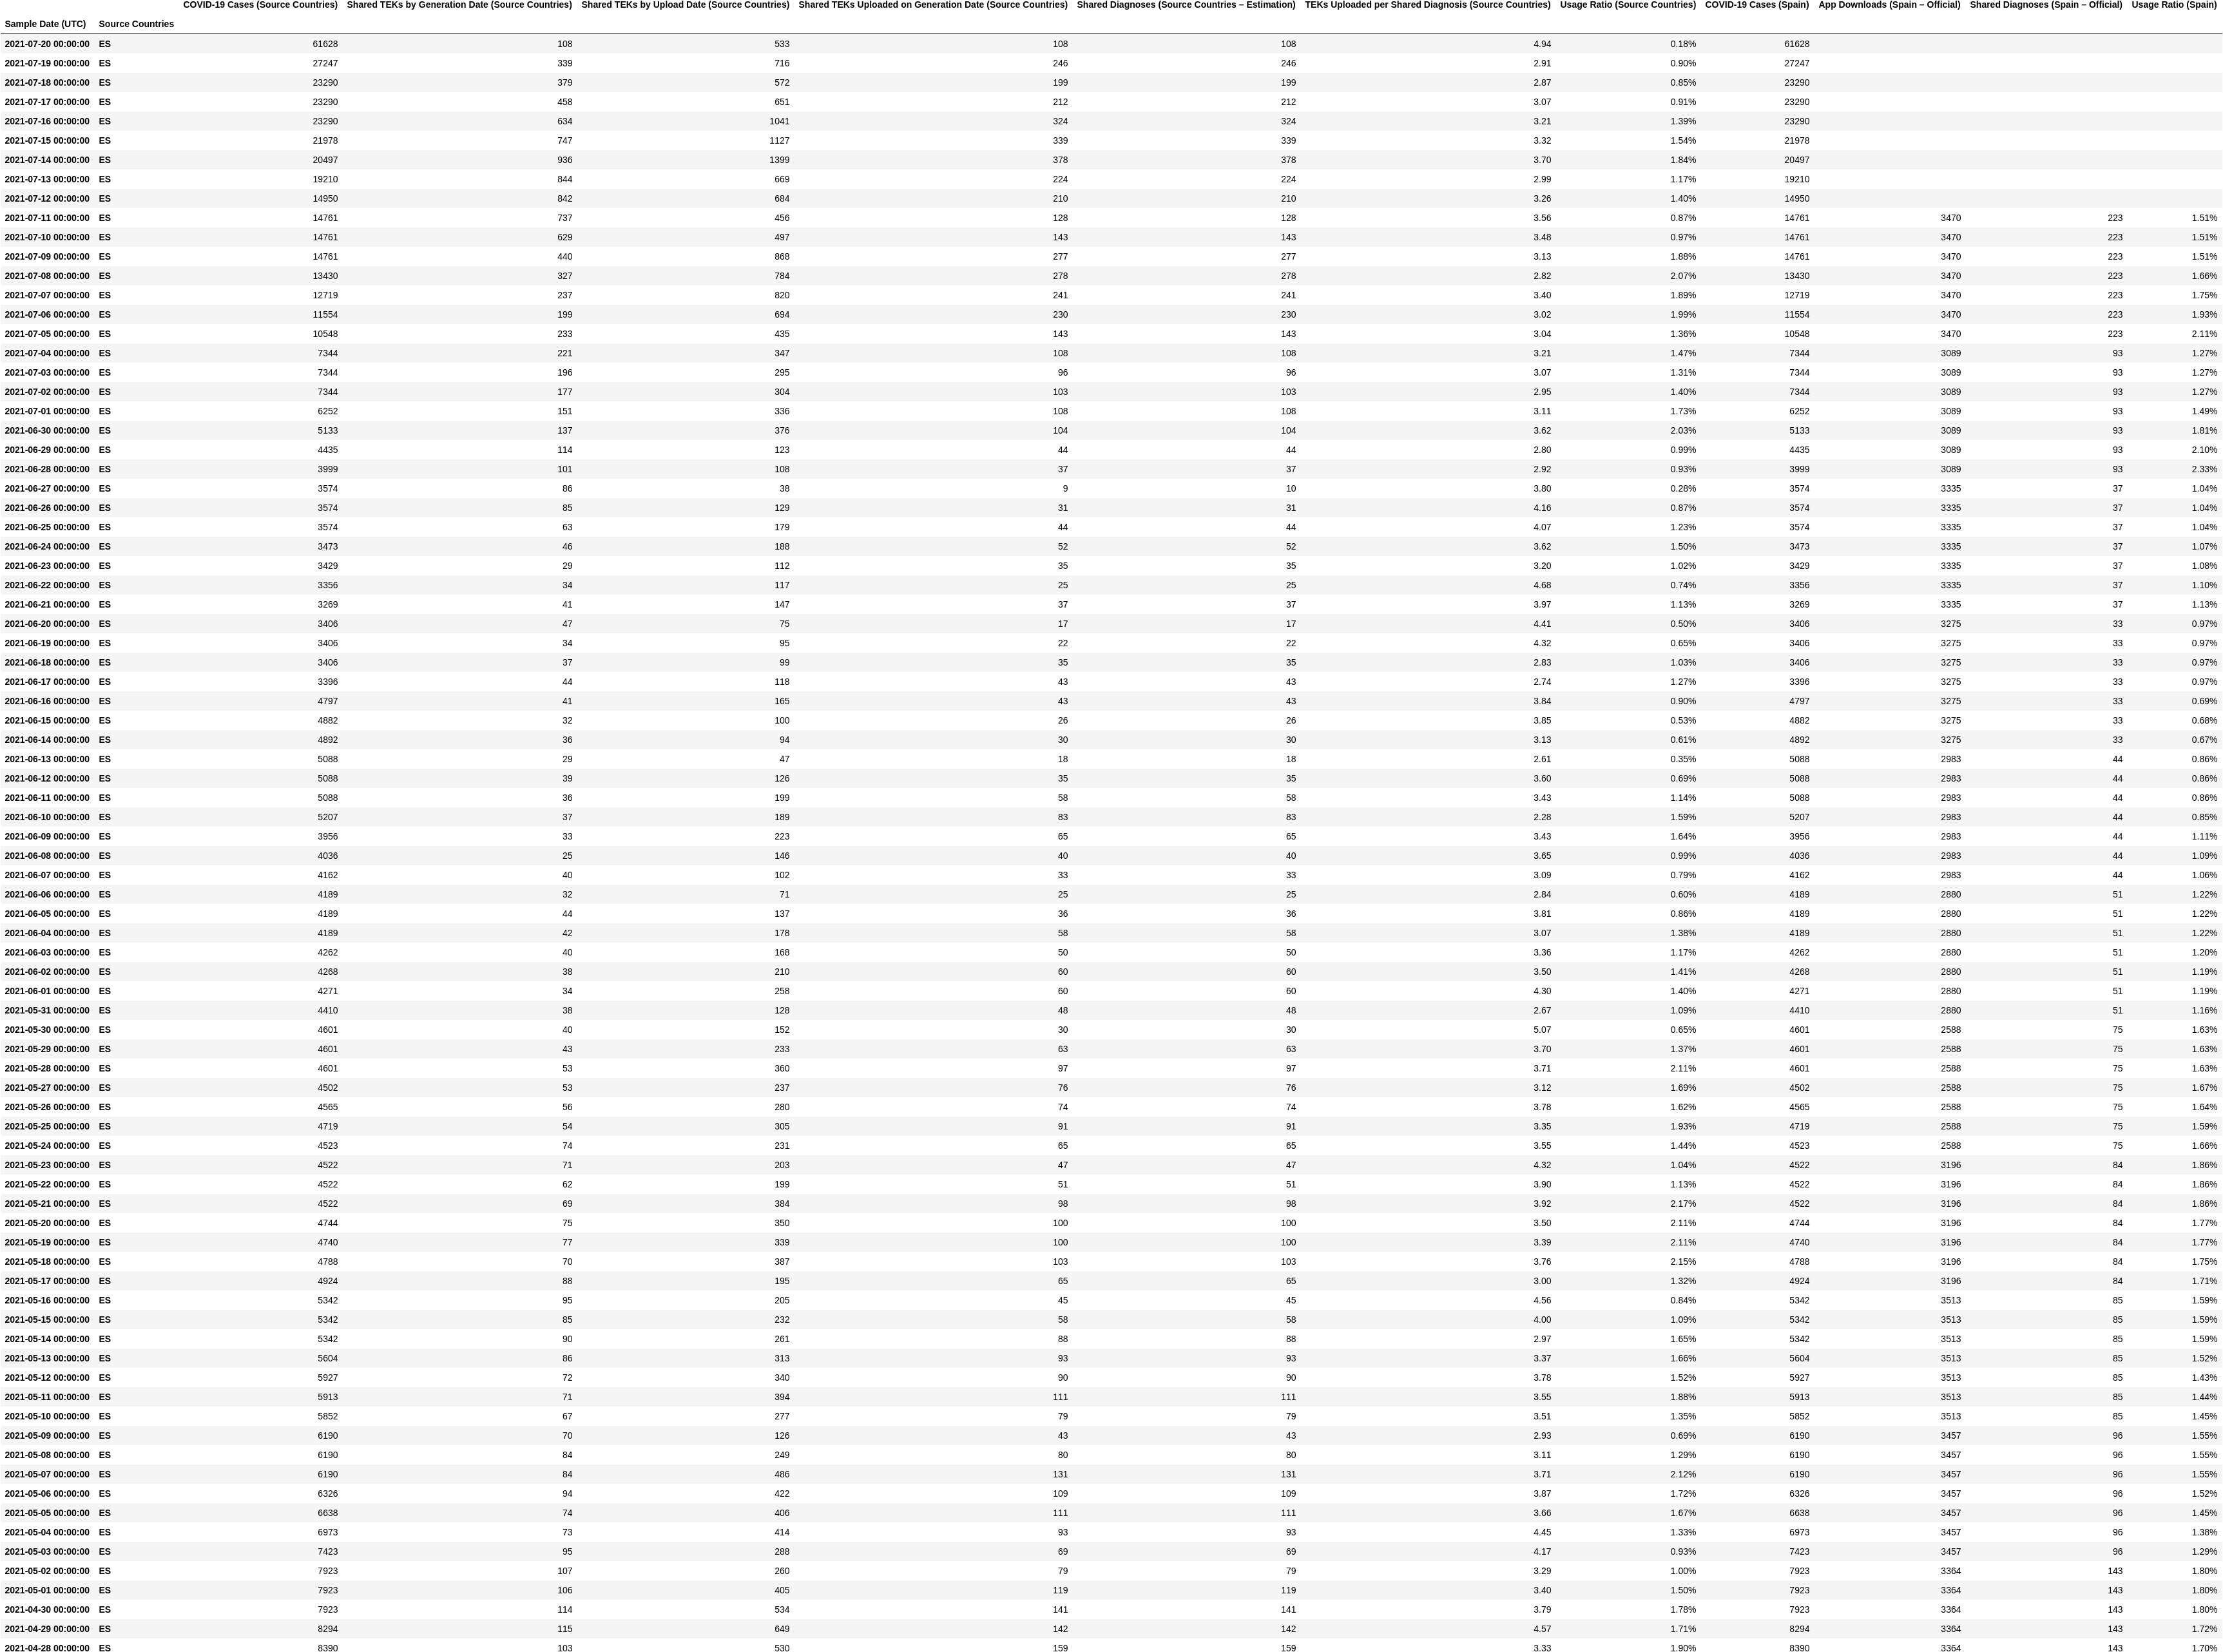 COVID-19 Cases (Source Countries) Shared TEKs by Generation Date (Source Countries) Shared TEKs by Upload Date (Source Countries) Shared TEKs Uploaded on Generation Date (Source Countries) Shared Diagnoses (Source Countries – Estimation) TEKs Uploaded per Shared Diagnosis (Source Countries) Usage Ratio (Source Countries) COVID-19 Cases (Spain) App Downloads (Spain – Official) Shared Diagnoses (Spain – Official) Usage Ratio (Spain)
Sample Date (UTC) Source Countries
2021-07-20 00:00:00 ES 61628 108 533 108 108 4.94 0.18% 61628
2021-07-19 00:00:00 ES 27247 339 716 246 246 2.91 0.90% 27247
2021-07-18 00:00:00 ES 23290 379 572 199 199 2.87 0.85% 23290
2021-07-17 00:00:00 ES 23290 458 651 212 212 3.07 0.91% 23290
2021-07-16 00:00:00 ES 23290 634 1041 324 324 3.21 1.39% 23290
2021-07-15 00:00:00 ES 21978 747 1127 339 339 3.32 1.54% 21978
2021-07-14 00:00:00 ES 20497 936 1399 378 378 3.70 1.84% 20497
2021-07-13 00:00:00 ES 19210 844 669 224 224 2.99 1.17% 19210
2021-07-12 00:00:00 ES 14950 842 684 210 210 3.26 1.40% 14950
2021-07-11 00:00:00 ES 14761 737 456 128 128 3.56 0.87% 14761 3470 223 1.51%
2021-07-10 00:00:00 ES 14761 629 497 143 143 3.48 0.97% 14761 3470 223 1.51%
2021-07-09 00:00:00 ES 14761 440 868 277 277 3.13 1.88% 14761 3470 223 1.51%
2021-07-08 00:00:00 ES 13430 327 784 278 278 2.82 2.07% 13430 3470 223 1.66%
2021-07-07 00:00:00 ES 12719 237 820 241 241 3.40 1.89% 12719 3470 223 1.75%
2021-07-06 00:00:00 ES 11554 199 694 230 230 3.02 1.99% 11554 3470 223 1.93%
2021-07-05 00:00:00 ES 10548 233 435 143 143 3.04 1.36% 10548 3470 223 2.11%
2021-07-04 00:00:00 ES 7344 221 347 108 108 3.21 1.47% 7344 3089 93 1.27%
2021-07-03 00:00:00 ES 7344 196 295 96 96 3.07 1.31% 7344 3089 93 1.27%
2021-07-02 00:00:00 ES 7344 177 304 103 103 2.95 1.40% 7344 3089 93 1.27%
2021-07-01 00:00:00 ES 6252 151 336 108 108 3.11 1.73% 6252 3089 93 1.49%
2021-06-30 00:00:00 ES 5133 137 376 104 104 3.62 2.03% 5133 3089 93 1.81%
2021-06-29 00:00:00 ES 4435 114 123 44 44 2.80 0.99% 4435 3089 93 2.10%
2021-06-28 00:00:00 ES 3999 101 108 37 37 2.92 0.93% 3999 3089 93 2.33%
2021-06-27 00:00:00 ES 3574 86 38 9 10 3.80 0.28% 3574 3335 37 1.04%
2021-06-26 00:00:00 ES 3574 85 129 31 31 4.16 0.87% 3574 3335 37 1.04%
2021-06-25 00:00:00 ES 3574 63 179 44 44 4.07 1.23% 3574 3335 37 1.04%
2021-06-24 00:00:00 ES 3473 46 188 52 52 3.62 1.50% 3473 3335 37 1.07%
2021-06-23 00:00:00 ES 3429 29 112 35 35 3.20 1.02% 3429 3335 37 1.08%
2021-06-22 00:00:00 ES 3356 34 117 25 25 4.68 0.74% 3356 3335 37 1.10%
2021-06-21 00:00:00 ES 3269 41 147 37 37 3.97 1.13% 3269 3335 37 1.13%
2021-06-20 00:00:00 ES 3406 47 75 17 17 4.41 0.50% 3406 3275 33 0.97%
2021-06-19 00:00:00 ES 3406 34 95 22 22 4.32 0.65% 3406 3275 33 0.97%
2021-06-18 00:00:00 ES 3406 37 99 35 35 2.83 1.03% 3406 3275 33 0.97%
2021-06-17 00:00:00 ES 3396 44 118 43 43 2.74 1.27% 3396 3275 33 0.97%
2021-06-16 00:00:00 ES 4797 41 165 43 43 3.84 0.90% 4797 3275 33 0.69%
2021-06-15 00:00:00 ES 4882 32 100 26 26 3.85 0.53% 4882 3275 33 0.68%
2021-06-14 00:00:00 ES 4892 36 94 30 30 3.13 0.61% 4892 3275 33 0.67%
2021-06-13 00:00:00 ES 5088 29 47 18 18 2.61 0.35% 5088 2983 44 0.86%
2021-06-12 00:00:00 ES 5088 39 126 35 35 3.60 0.69% 5088 2983 44 0.86%
2021-06-11 00:00:00 ES 5088 36 199 58 58 3.43 1.14% 5088 2983 44 0.86%
2021-06-10 00:00:00 ES 5207 37 189 83 83 2.28 1.59% 5207 2983 44 0.85%
2021-06-09 00:00:00 ES 3956 33 223 65 65 3.43 1.64% 3956 2983 44 1.11%
2021-06-08 00:00:00 ES 4036 25 146 40 40 3.65 0.99% 4036 2983 44 1.09%
2021-06-07 00:00:00 ES 4162 40 102 33 33 3.09 0.79% 4162 2983 44 1.06%
2021-06-06 00:00:00 ES 4189 32 71 25 25 2.84 0.60% 4189 2880 51 1.22%
2021-06-05 00:00:00 ES 4189 44 137 36 36 3.81 0.86% 4189 2880 51 1.22%
2021-06-04 00:00:00 ES 4189 42 178 58 58 3.07 1.38% 4189 2880 51 1.22%
2021-06-03 00:00:00 ES 4262 40 168 50 50 3.36 1.17% 4262 2880 51 1.20%
2021-06-02 00:00:00 ES 4268 38 210 60 60 3.50 1.41% 4268 2880 51 1.19%
2021-06-01 00:00:00 ES 4271 34 258 60 60 4.30 1.40% 4271 2880 51 1.19%
2021-05-31 00:00:00 ES 4410 38 128 48 48 2.67 1.09% 4410 2880 51 1.16%
2021-05-30 00:00:00 ES 4601 40 152 30 30 5.07 0.65% 4601 2588 75 1.63%
2021-05-29 00:00:00 ES 4601 43 233 63 63 3.70 1.37% 4601 2588 75 1.63%
2021-05-28 00:00:00 ES 4601 53 360 97 97 3.71 2.11% 4601 2588 75 1.63%
2021-05-27 00:00:00 ES 4502 53 237 76 76 3.12 1.69% 4502 2588 75 1.67%
2021-05-26 00:00:00 ES 4565 56 280 74 74 3.78 1.62% 4565 2588 75 1.64%
2021-05-25 00:00:00 ES 4719 54 305 91 91 3.35 1.93% 4719 2588 75 1.59%
2021-05-24 00:00:00 ES 4523 74 231 65 65 3.55 1.44% 4523 2588 75 1.66%
2021-05-23 00:00:00 ES 4522 71 203 47 47 4.32 1.04% 4522 3196 84 1.86%
2021-05-22 00:00:00 ES 4522 62 199 51 51 3.90 1.13% 4522 3196 84 1.86%
2021-05-21 00:00:00 ES 4522 69 384 98 98 3.92 2.17% 4522 3196 84 1.86%
2021-05-20 00:00:00 ES 4744 75 350 100 100 3.50 2.11% 4744 3196 84 1.77%
2021-05-19 00:00:00 ES 4740 77 339 100 100 3.39 2.11% 4740 3196 84 1.77%
2021-05-18 00:00:00 ES 4788 70 387 103 103 3.76 2.15% 4788 3196 84 1.75%
2021-05-17 00:00:00 ES 4924 88 195 65 65 3.00 1.32% 4924 3196 84 1.71%
2021-05-16 00:00:00 ES 5342 95 205 45 45 4.56 0.84% 5342 3513 85 1.59%
2021-05-15 00:00:00 ES 5342 85 232 58 58 4.00 1.09% 5342 3513 85 1.59%
2021-05-14 00:00:00 ES 5342 90 261 88 88 2.97 1.65% 5342 3513 85 1.59%
2021-05-13 00:00:00 ES 5604 86 313 93 93 3.37 1.66% 5604 3513 85 1.52%
2021-05-12 00:00:00 ES 5927 72 340 90 90 3.78 1.52% 5927 3513 85 1.43%
2021-05-11 00:00:00 ES 5913 71 394 111 111 3.55 1.88% 5913 3513 85 1.44%
2021-05-10 00:00:00 ES 5852 67 277 79 79 3.51 1.35% 5852 3513 85 1.45%
2021-05-09 00:00:00 ES 6190 70 126 43 43 2.93 0.69% 6190 3457 96 1.55%
2021-05-08 00:00:00 ES 6190 84 249 80 80 3.11 1.29% 6190 3457 96 1.55%
2021-05-07 00:00:00 ES 6190 84 486 131 131 3.71 2.12% 6190 3457 96 1.55%
2021-05-06 00:00:00 ES 6326 94 422 109 109 3.87 1.72% 6326 3457 96 1.52%
2021-05-05 00:00:00 ES 6638 74 406 111 111 3.66 1.67% 6638 3457 96 1.45%
2021-05-04 00:00:00 ES 6973 73 414 93 93 4.45 1.33% 6973 3457 96 1.38%
2021-05-03 00:00:00 ES 7423 95 288 69 69 4.17 0.93% 7423 3457 96 1.29%
2021-05-02 00:00:00 ES 7923 107 260 79 79 3.29 1.00% 7923 3364 143 1.80%
2021-05-01 00:00:00 ES 7923 106 405 119 119 3.40 1.50% 7923 3364 143 1.80%
2021-04-30 00:00:00 ES 7923 114 534 141 141 3.79 1.78% 7923 3364 143 1.80%
2021-04-29 00:00:00 ES 8294 115 649 142 142 4.57 1.71% 8294 3364 143 1.72%
2021-04-28 00:00:00 ES 8390 103 530 159 159 3.33 1.90% 8390 3364 143 1.70%